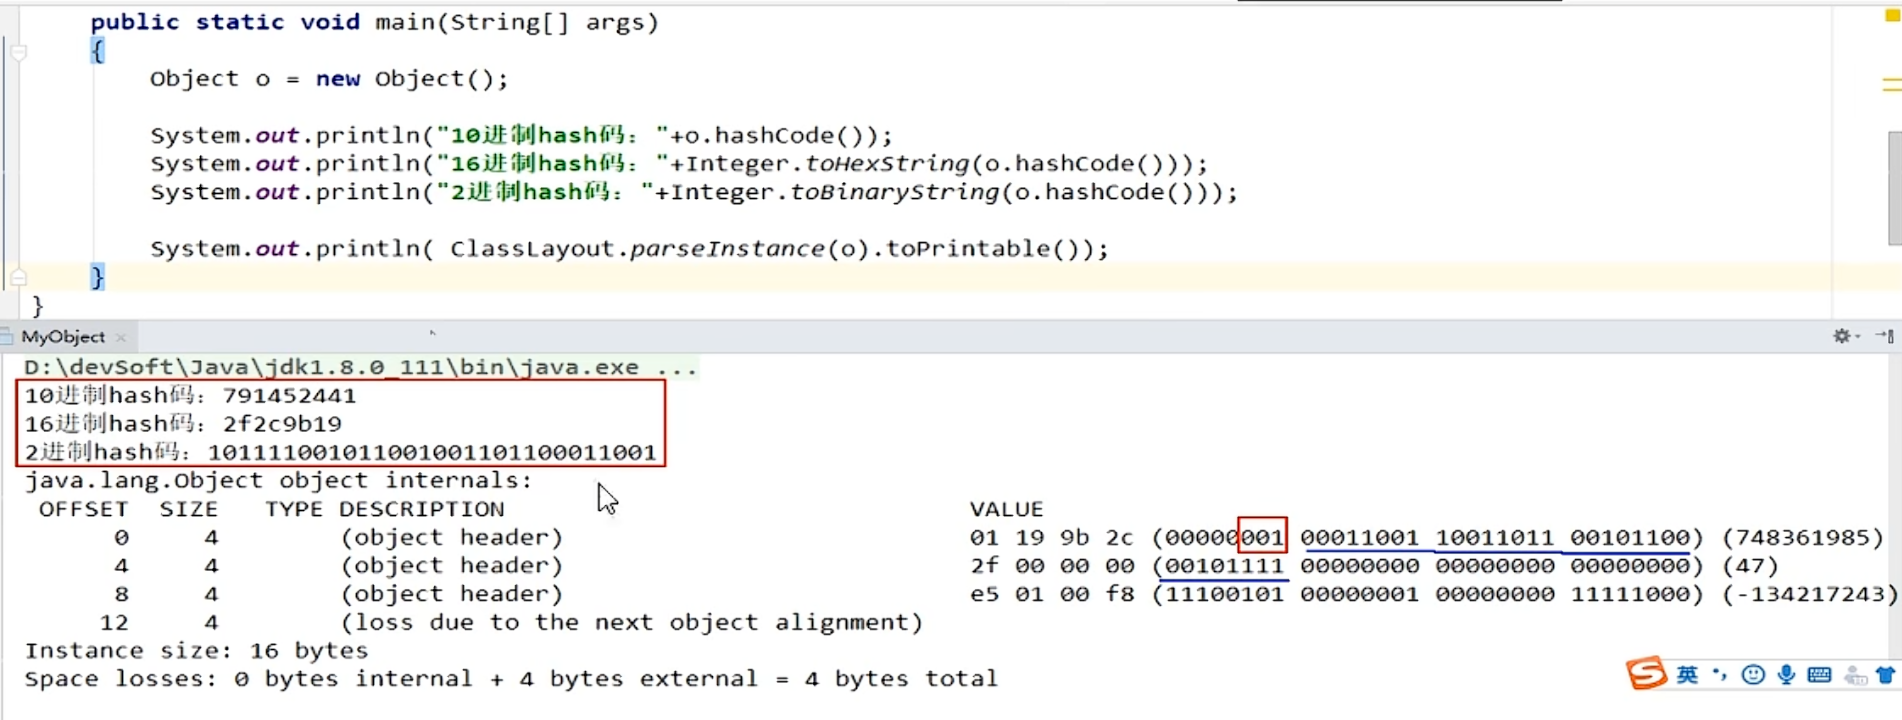 public static void main(String[] args)
{
Object o = new Object();
System.out.println("10进制hash码: "+o.hashCode());
System.out.println("16进制hash码: "+Integer.toHexString(o.hashCode()));
System.out.println("2进制hash码: "+Integer.toBinaryString(o.hashCode()));
System.out.println( ClassLayout.parseInstance(o).toPrintable());
}
}
MyObject
D:\devSoft\Java\jdk1.8.0_111\bin\java.exe ...
10进制hash码: 791452441
16进制hash码: 2f2c9b19
2进制hash码: 101111001011001001101100011001
java.lang.Object object internals:
OFFSET SIZE TYPE DESCRIPTION VALUE
0 4 (object header) 01 19 9b 2c (00000001 00011001 10011011 00101100) (748361985)
4 4 (object header) 2f 00 00 00 (00101111 00000000 00000000 00000000) (47)
8 4 (object header) e5 01 00 f8 (11100101 00000001 00000000 11111000) (-134217243)
12 4 (loss due to the next object alignment)
Instance size: 16 bytes
Space losses: 0 bytes internal + 4 bytes external = 4 bytes total
S 英